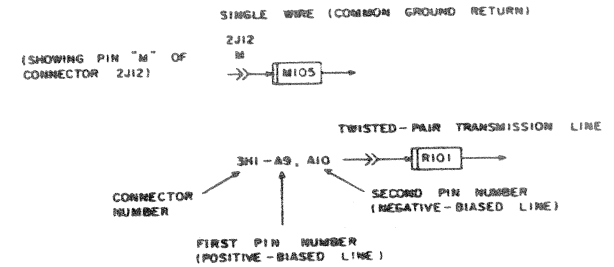 SINGLE WIRE (COMMON GROUND RETURN)
(SHOWING PIN "M" OF
CONNECTOR 2J12)
2J12
M
M105
TWISTED-PAIR TRANSMISSION LINE
3H1-A9, A10
R101
CONNECTOR
NUMBER
SECOND PIN NUMBER
(NEGATIVE-BIASED LINE)
FIRST PIN NUMBER
(POSITIVE-BIASED LINE)